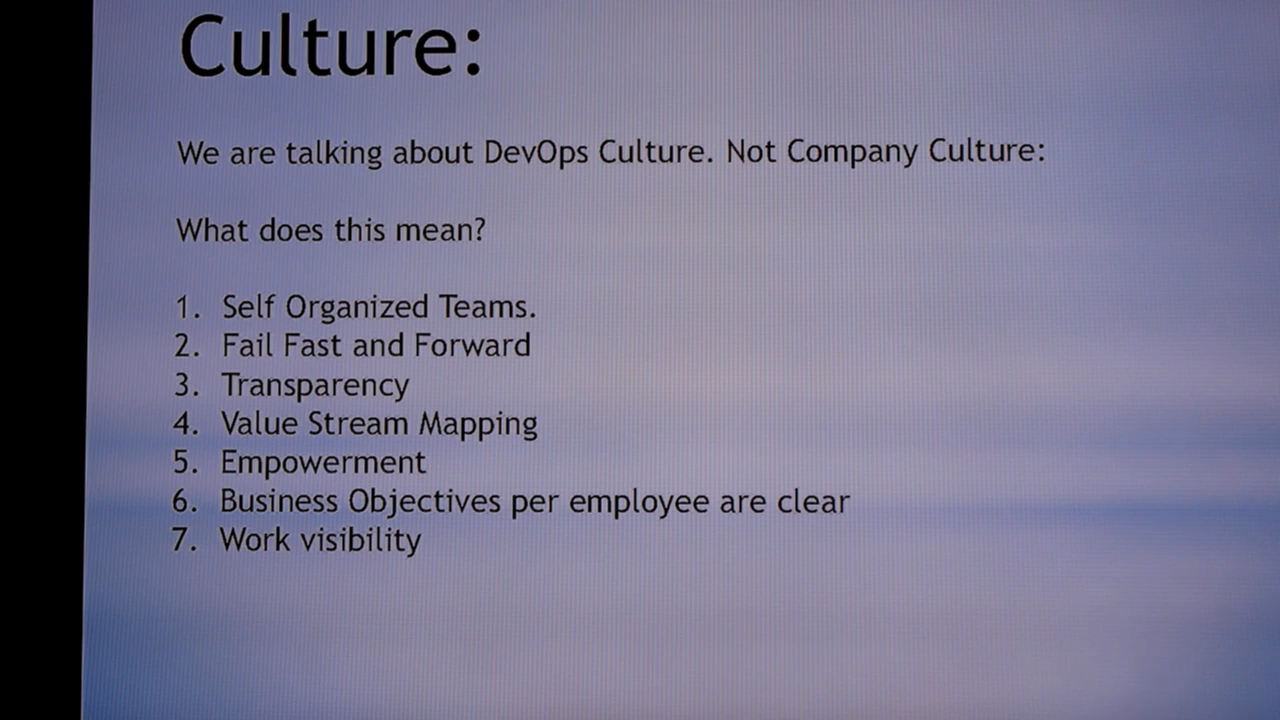 Culture:
We are talking about DevOps Culture. Not Company Culture:
What does this mean?
1. Self Organized Teams.
2. Fail Fast and Forward
3. Transparency
4. Value Stream Mapping
5. Empowerment
6. Business Objectives per employee are clear
7. Work visibility